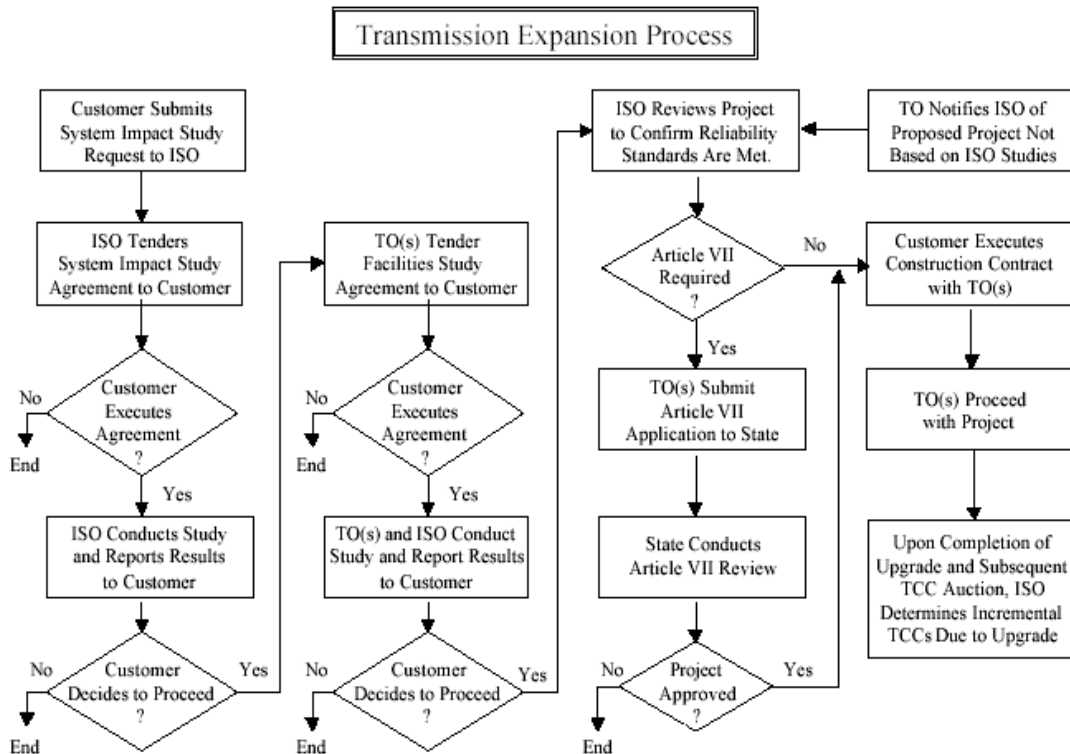 Transmission Expansion Process
Customer Submits
System Impact Study
Request to ISO
ISO Tenders
System Impact Study
Agreement to Customer
Customer
Executes
Agreement
?
No
End
Yes
ISO Conducts Study
and Reports Results
to Customer
Customer
Decides to Proceed
?
No
End
Yes
TO(s) Tender
Facilities Study
Agreement to Customer
Customer
Executes
Agreement
?
No
End
Yes
TO(s) and ISO Conduct
Study and Report Results
to Customer
Customer
Decides to Proceed
?
No
End
Yes
ISO Reviews Project
to Confirm Reliability
Standards Are Met.
TO Notifies ISO of
Proposed Project Not
Based on ISO Studies
Article VII
Required
?
No
Yes
TO(s) Submit
Article VII
Application to State
State Conducts
Article VII Review
Project
Approved
?
No
End
Yes
Customer Executes
Construction Contract
with TO(s)
TO(s) Proceed
with Project
Upon Completion of
Upgrade and Subsequent
TCC Auction, ISO
Determines Incremental
TCCs Due to Upgrade